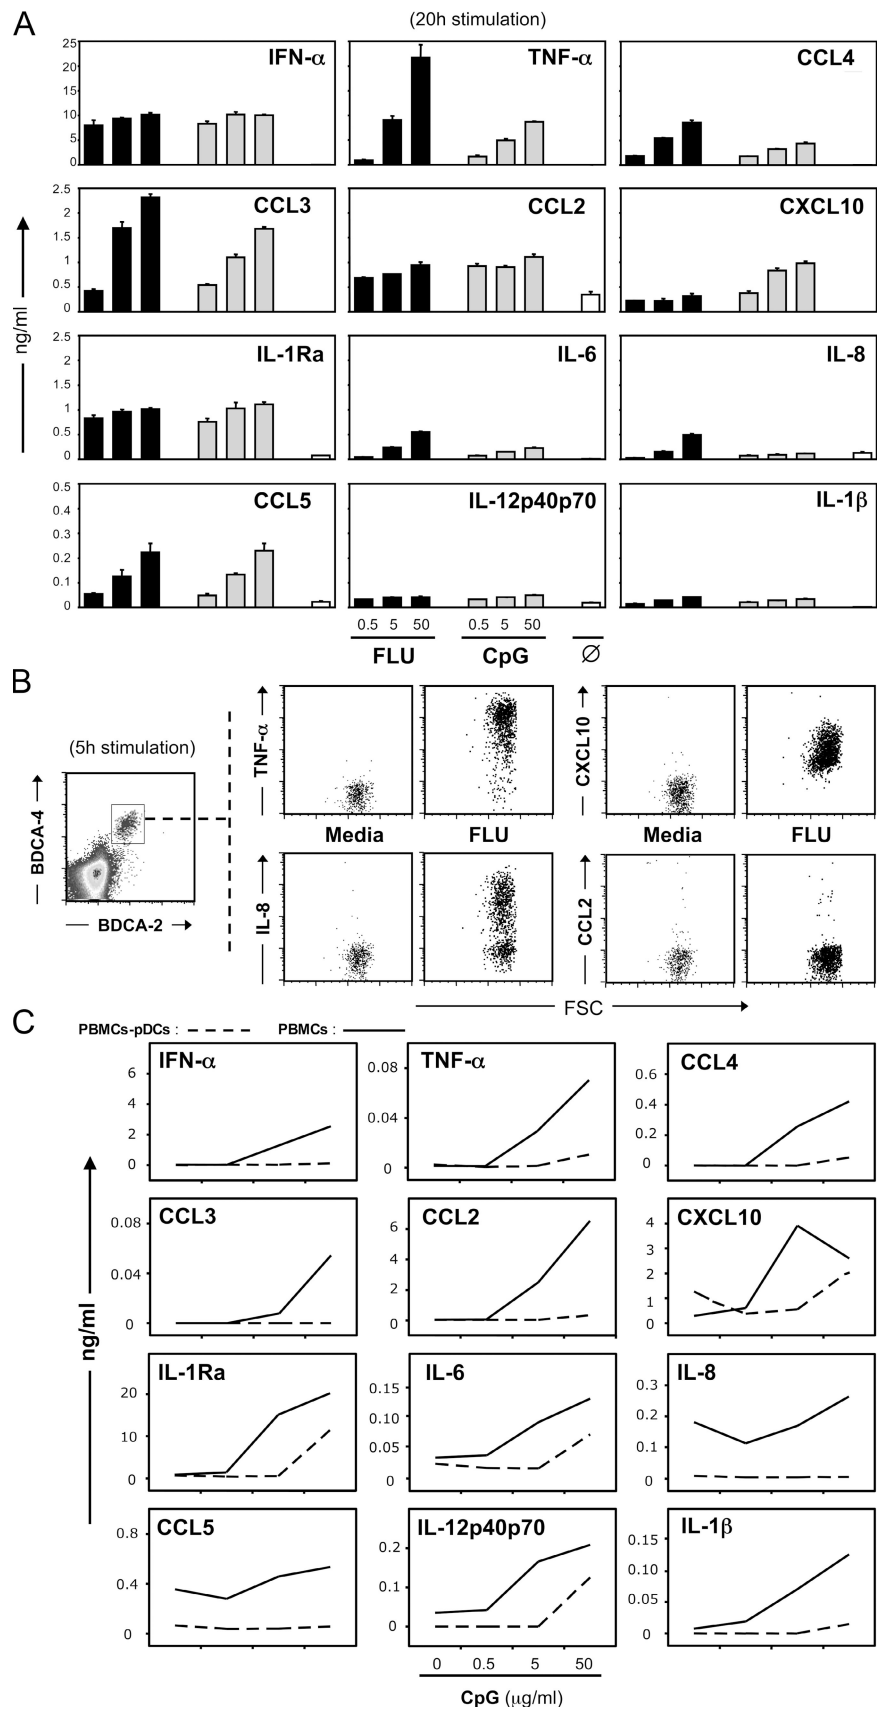 A
(20h stimulation)
IFN-α
TNF-α
CCL4
25
20
15
10
5
0
CCL3
CCL2
CXCL10
2.5
2
1.5
1
0.5
0
ng/ml
IL-1Ra
IL-6
IL-8
2.5
2
1.5
1
0.5
0
CCL5
IL-12p40p70
IL-1β
0.5
0.4
0.3
0.2
0.1
0
0.5 5 50 0.5 5 50
FLU CpG ∅
B
(5h stimulation)
BDCA-4
BDCA-2
TNF-α
CXCL10
Media FLU Media FLU
IL-8
CCL2
FSC
C
PBMCs-pDCs : PBMCs :
IFN-α
6
4
2
0
TNF-α
0.08
0.04
0
CCL4
0.6
0.4
0.2
0
CCL3
0.08
0.04
0
CCL2
6
4
2
0
CXCL10
4
3
2
1
0
ng/ml
IL-1Ra
20
10
0
IL-6
0.15
0.10
0.05
0
IL-8
0.3
0.2
0.1
0
CCL5
0.8
0.4
0
IL-12p40p70
0.2
0.1
0
IL-1β
0.15
0.10
0.05
0
0 0.5 5 50
CpG (µg/ml)